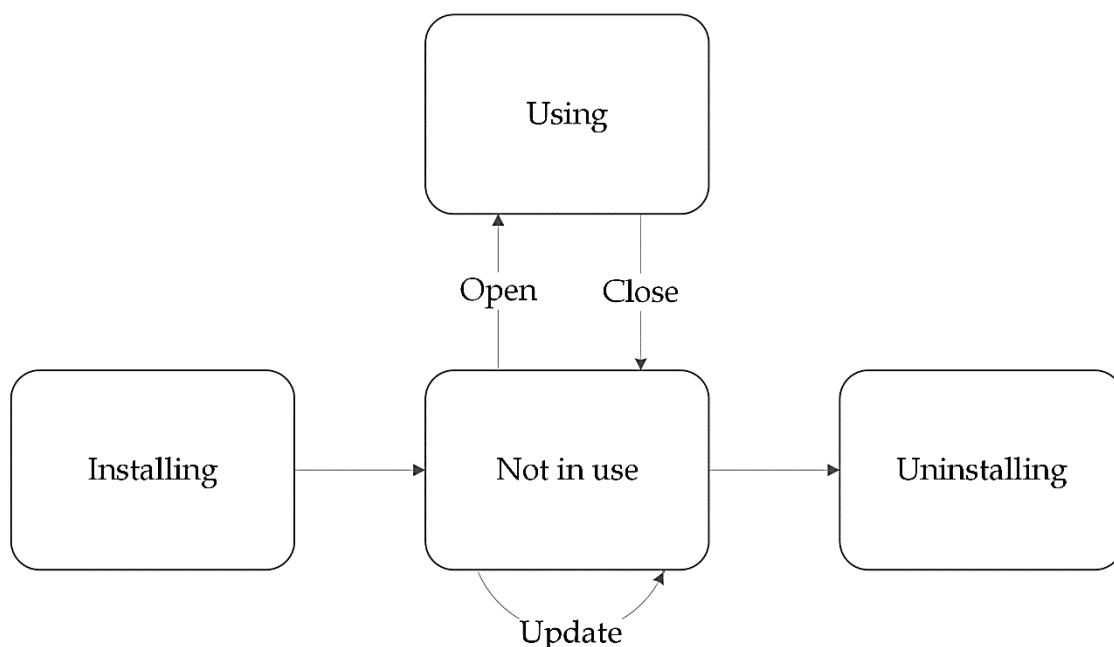 Using
Open
Close
Installing
Not in use
Uninstalling
Update